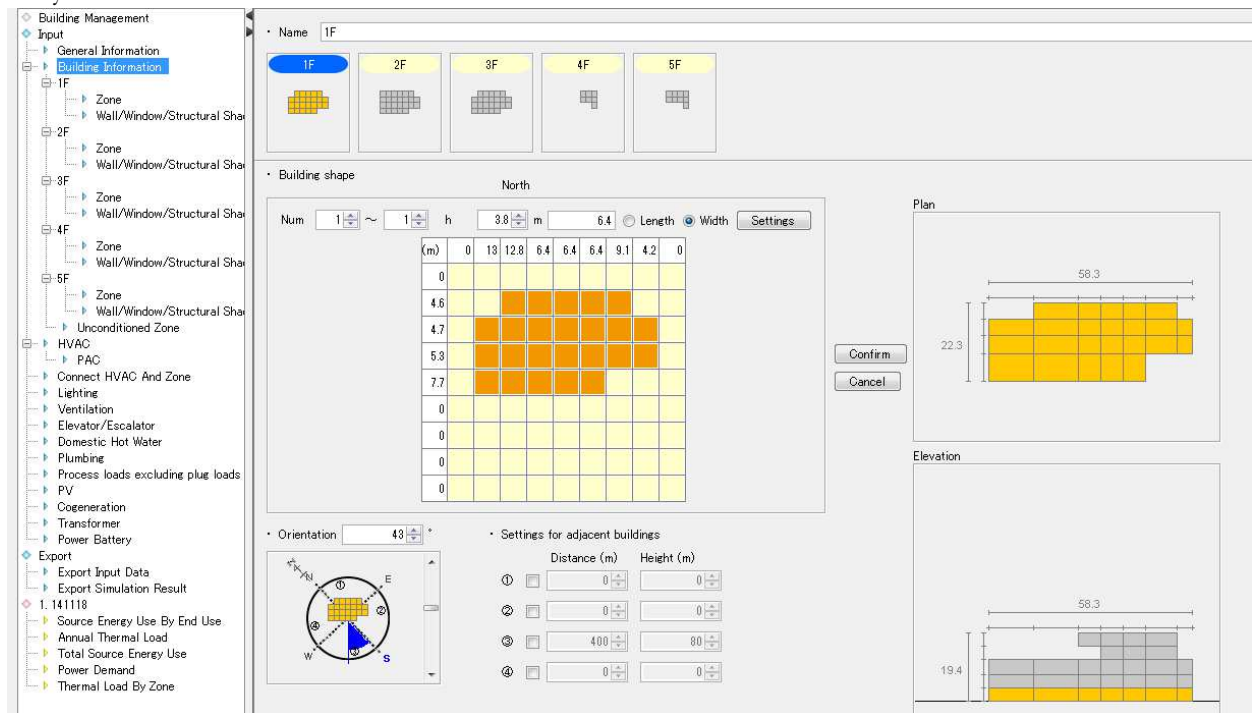 Building Management
Input
General Information
Building Information
1F
Zone
Wall/Window/Structural Sha
2F
Zone
Wall/Window/Structural Sha
3F
Zone
Wall/Window/Structural Sha
4F
Zone
Wall/Window/Structural Sha
5F
Zone
Wall/Window/Structural Sha
Unconditioned Zone
HVAC
PAC
Connect HVAC And Zone
Lighting
Ventilation
Elevator/Escalator
Domestic Hot Water
Plumbing
Process loads excluding plug loads
PV
Cogeneration
Transformer
Power Battery
Export
Export Input Data
Export Simulation Result
1. 141118
Source Energy Use By End Use
Annual Thermal Load
Total Source Energy Use
Power Demand
Thermal Load By Zone
・ Name 1F
1F 2F 3F 4F 5F
・ Building shape
North
Num 1 ～ 1 h 3.8 m 6.4 Length Width Settings
(m) 0 13 12.8 6.4 6.4 6.4 9.1 4.2 0
0
4.6
4.7
5.3
7.7
0
0
0
0
Confirm
Cancel
Plan
58.3
22.3
Elevation
58.3
19.4
・ Orientation 43 °
N
E
① ② ③ ④
W
S
・ Settings for adjacent buildings
Distance (m) Height (m)
① 0 0
② 0 0
③ 400 80
④ 0 0